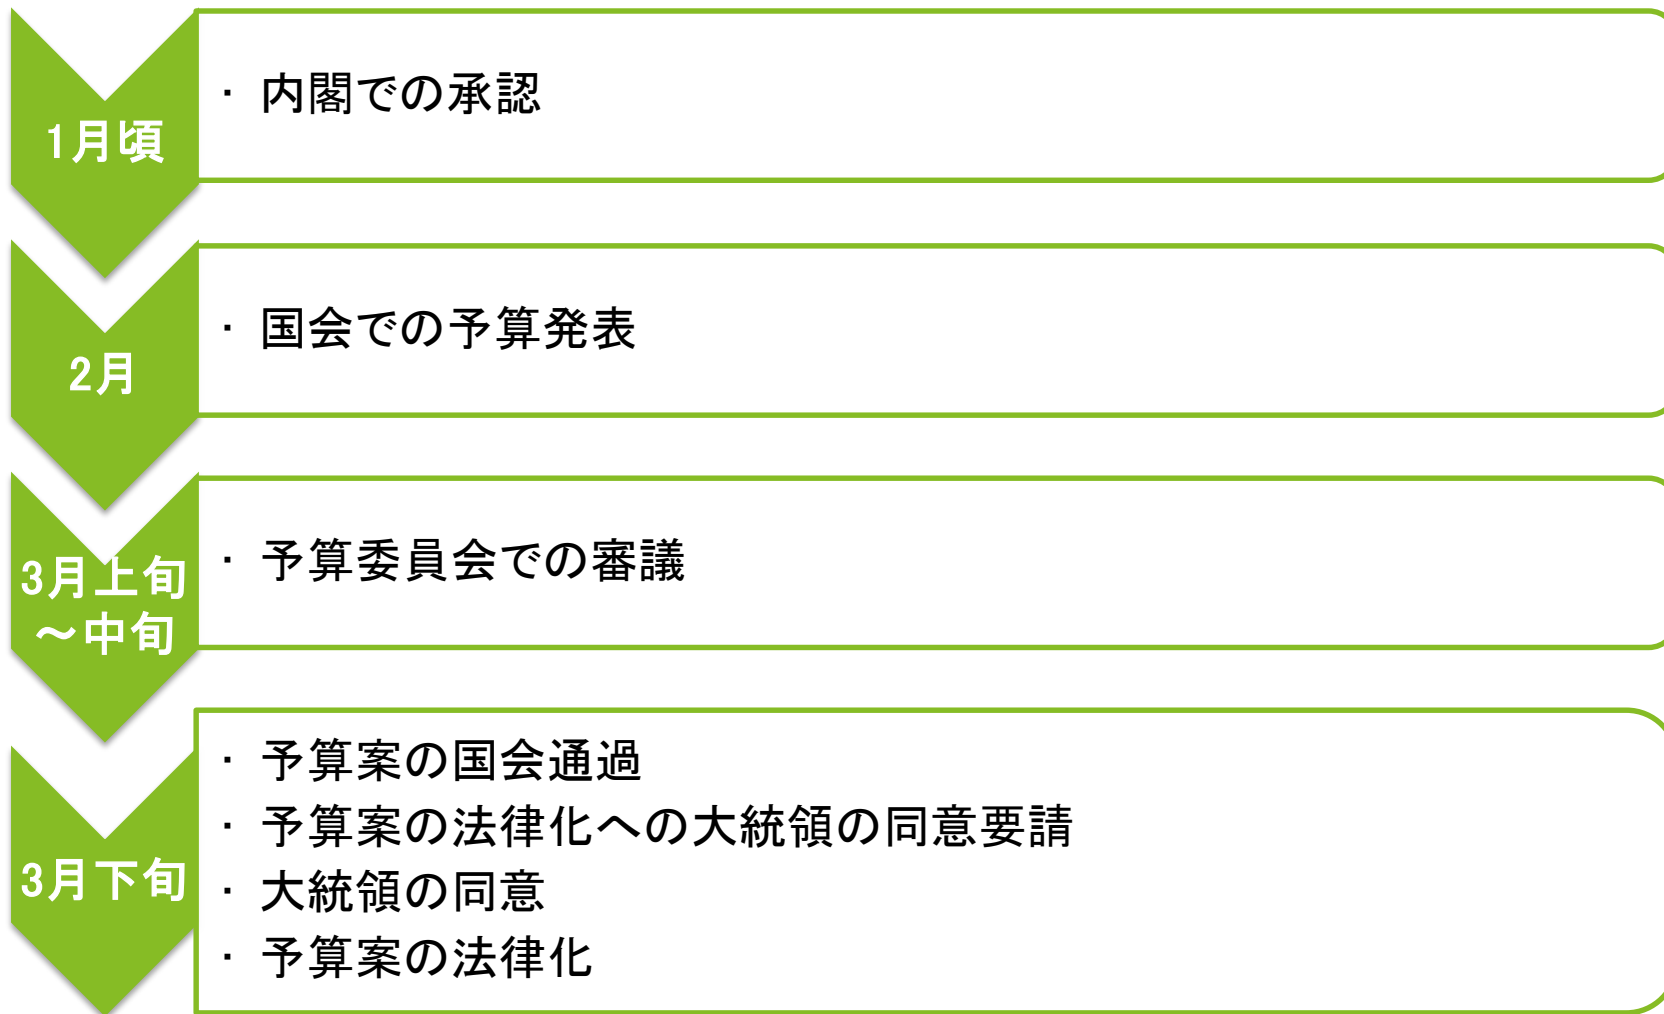 1月頃
· 内閣での承認
2月
· 国会での予算発表
3月上旬
～中旬
· 予算委員会での審議
3月下旬
· 予算案の国会通過
· 予算案の法律化への大統領の同意要請
· 大統領の同意
· 予算案の法律化